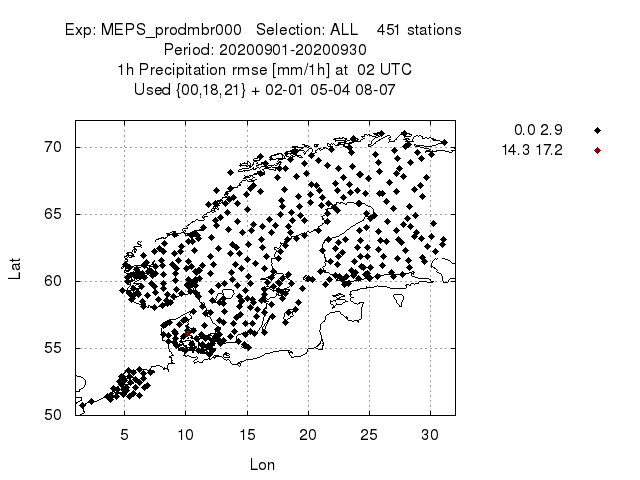 Exp: MEPS_prodmbr000 Selection: ALL 451 stations
Period: 20200901-20200930
1h Precipitation rmse [mm/1h] at 02 UTC
Used {00,18,21} + 02-01 05-04 08-07
0.0 2.9
14.3 17.2
70
65
60
55
50
Lat
5 10 15 20 25 30
Lon